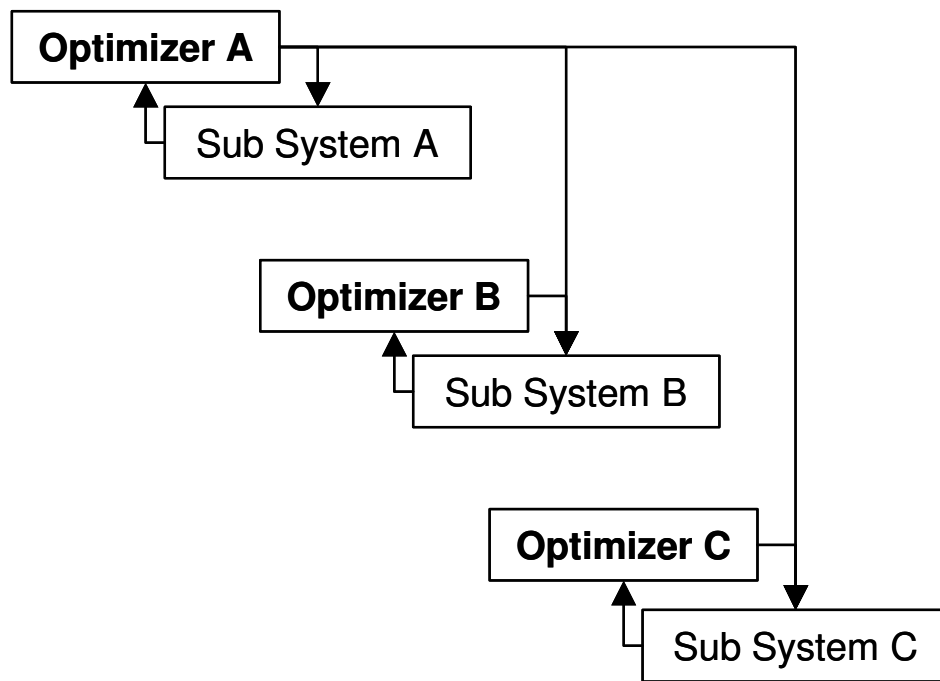 Optimizer A
Sub System A
Optimizer B
Sub System B
Optimizer C
Sub System C